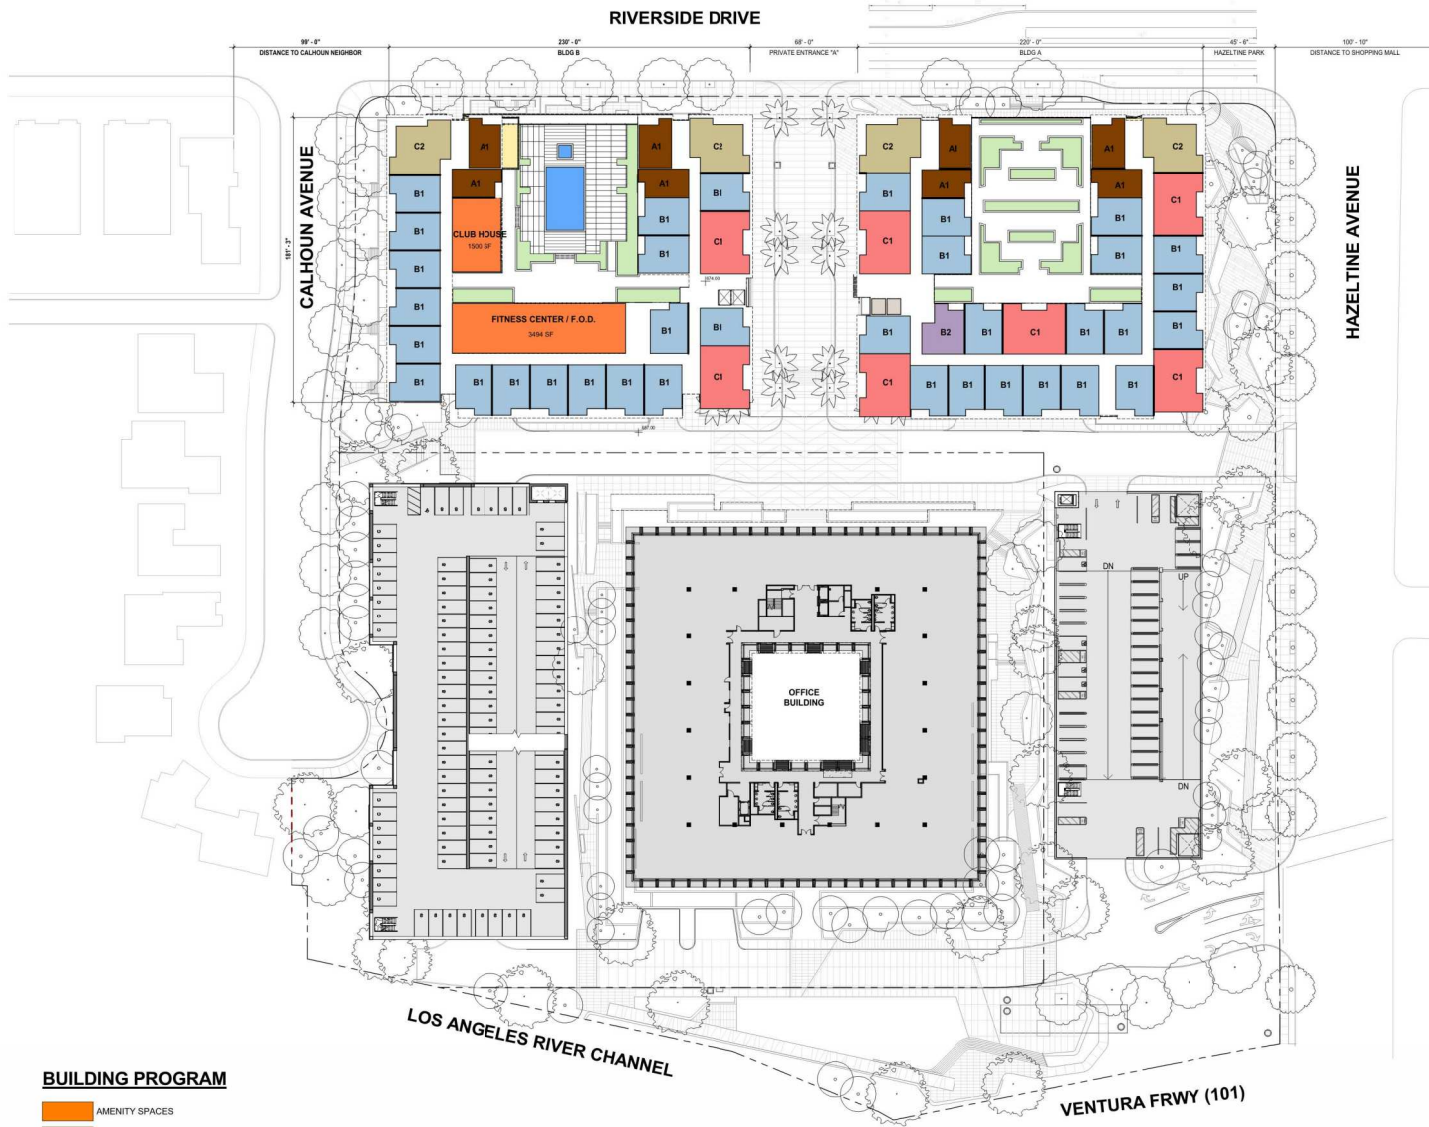 RIVERSIDE DRIVE
99' - 0" 230' - 0" 68' - 0" 220' - 0" 45' - 6" 100' - 10"
DISTANCE TO CALHOUN NEIGHBOR BLDG B PRIVATE ENTRANCE "A" BLDG A HAZELTINE PARK DISTANCE TO SHOPPING MALL
CALHOUN AVENUE
181' - 3"
HAZELTINE AVENUE
C2 A1 A1 C2 C2 A1 A1 C2
B1 A1 A1 B1 B1 A1 A1 C1
B1 B1 B1 B1
CLUB HOUSE
1500 SF
C1 C1
B1 B1 B1 B1 B1
B1 B1
FITNESS CENTER / F.O.D.
3494 SF
B1 B1 B1 B2 B1 C1 B1 B1 B1
B1
B1 B1 B1 B1 B1 B1 B1 C1 C1 B1 B1 B1 B1 B1 B1 C1
DN
UP
OFFICE
BUILDING
DN
LOS ANGELES RIVER CHANNEL
VENTURA FRWY (101)
BUILDING PROGRAM
AMENITY SPACES